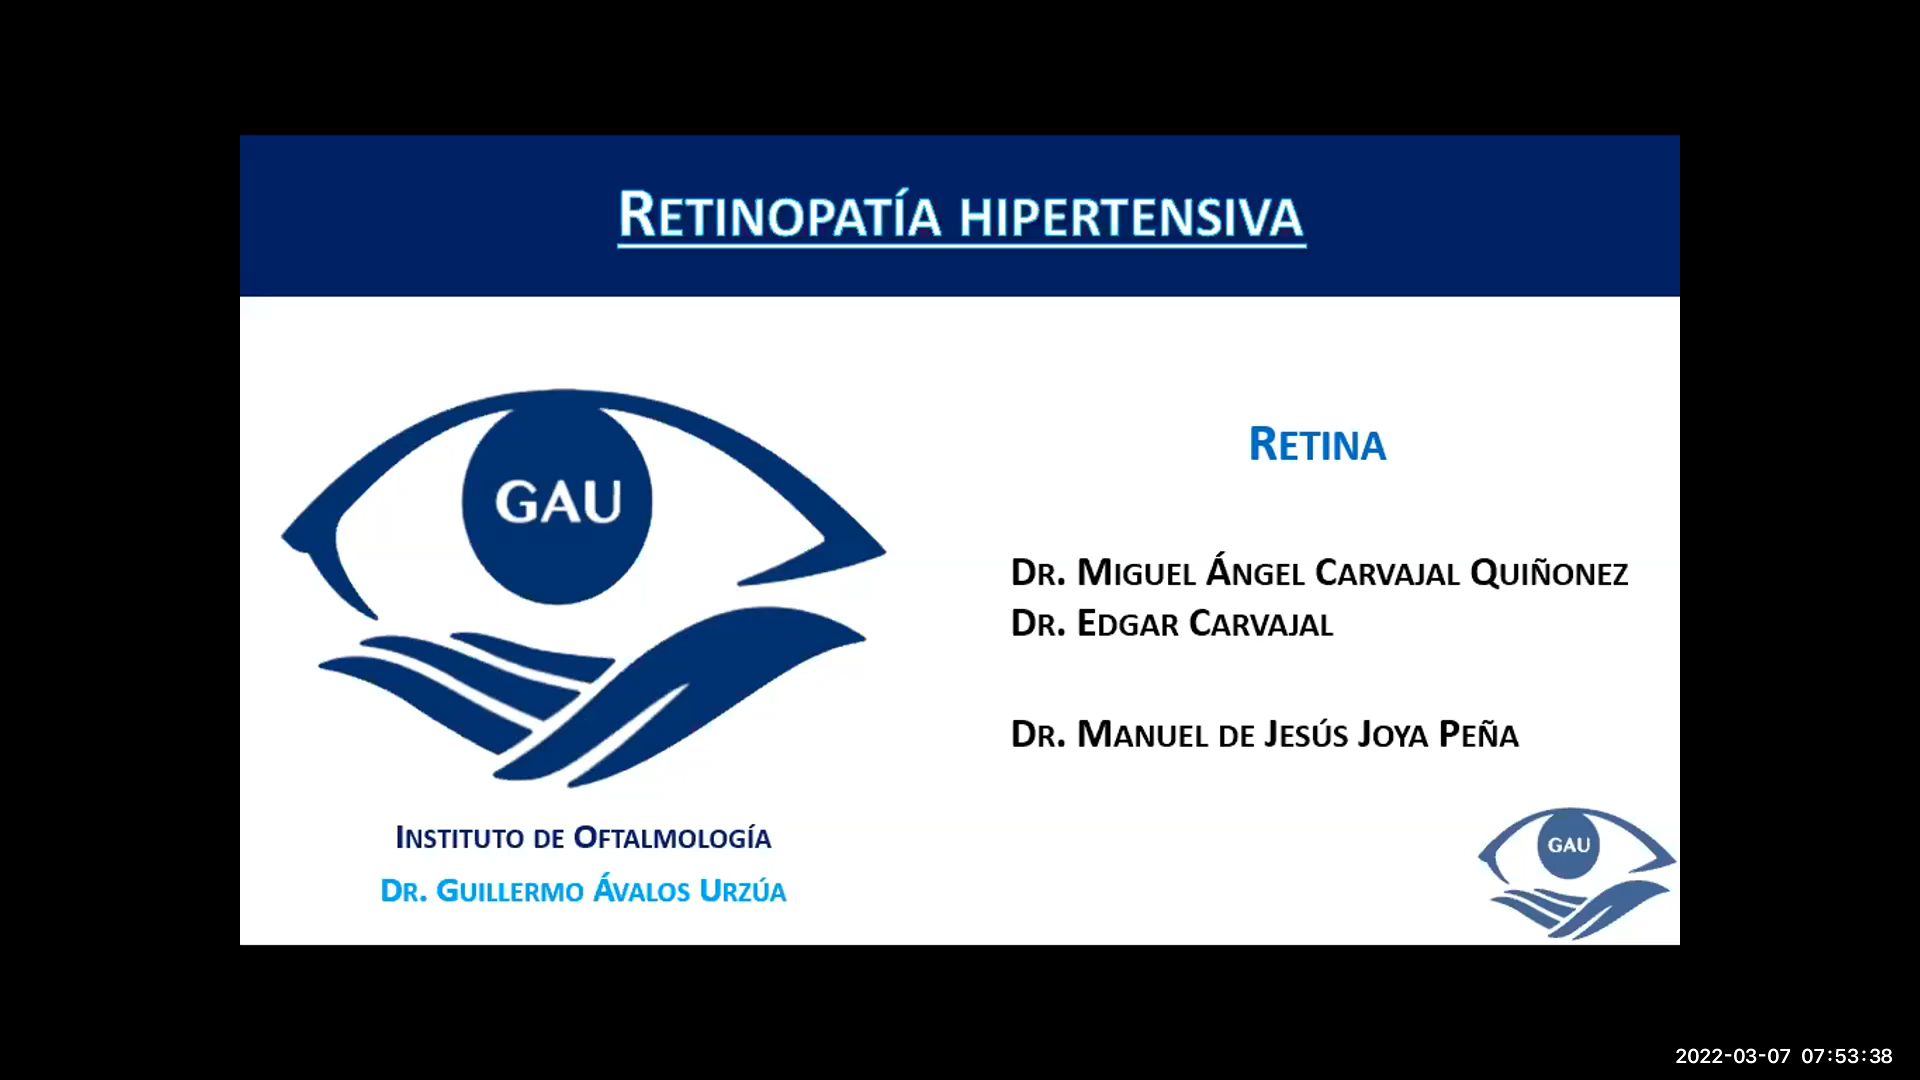 RETINOPATÍA HIPERTENSIVA
GAU
INSTITUTO DE OFTALMOLOGÍA
DR. GUILLERMO ÁVALOS URZÚA
RETINA
DR. MIGUEL ÁNGEL CARVAJAL QUIÑONEZ
DR. EDGAR CARVAJAL
DR. MANUEL DE JESÚS JOYA PEÑA
GAU
2022-03-07 07:53:38